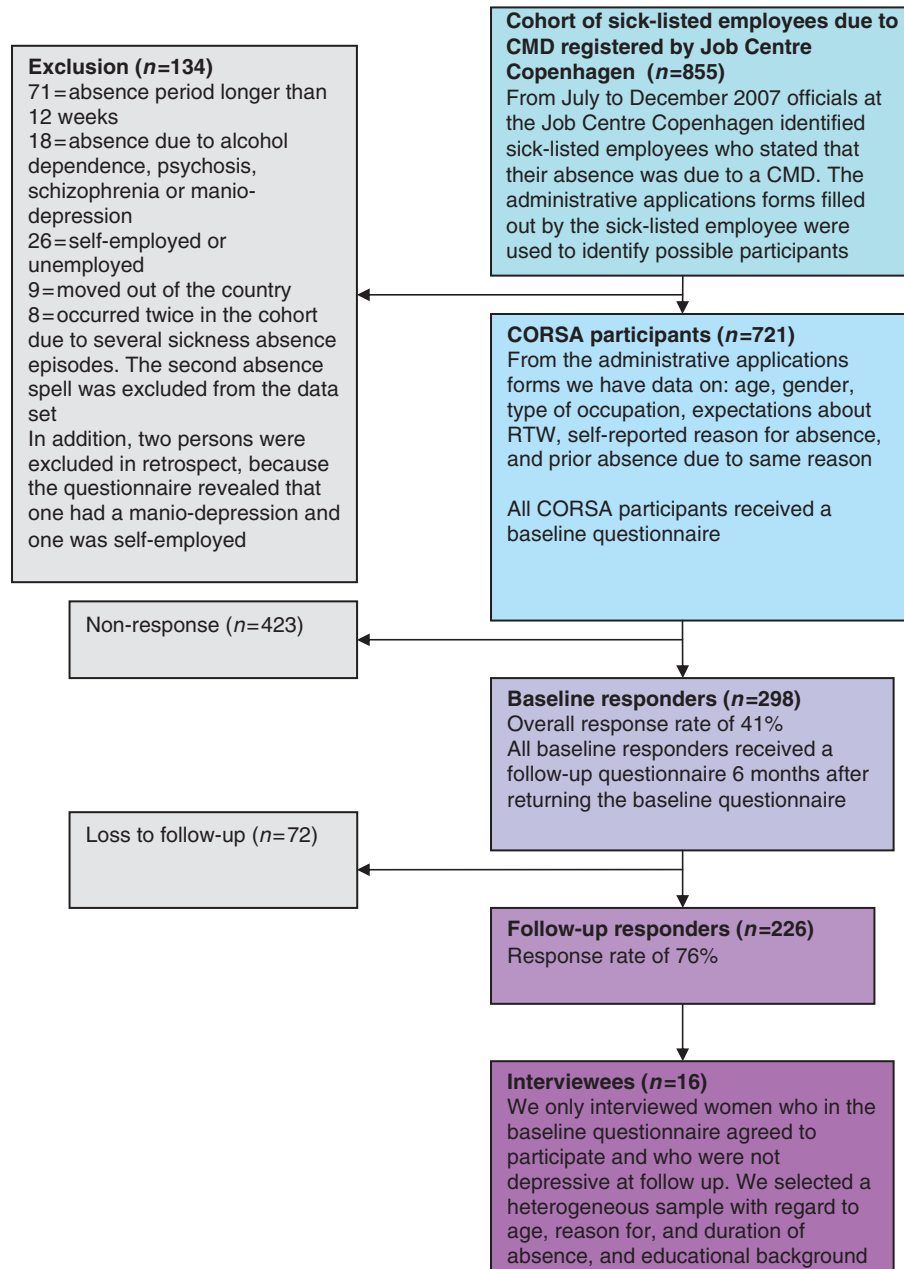 Cohort of sick-listed employees due to
CMD registered by Job Centre
Copenhagen (n=855)
From July to December 2007 officials at
the Job Centre Copenhagen identified
sick-listed employees who stated that
their absence was due to a CMD. The
administrative applications forms filled
out by the sick-listed employee were
used to identify possible participants
Exclusion (n=134)
71=absence period longer than
12 weeks
18=absence due to alcohol
dependence, psychosis,
schizophrenia or manio-
depression
26=self-employed or
unemployed
9=moved out of the country
8=occurred twice in the cohort
due to several sickness absence
episodes. The second absence
spell was excluded from the data
set
In addition, two persons were
excluded in retrospect, because
the questionnaire revealed that
one had a manio-depression and
one was self-employed
CORSA participants (n=721)
From the administrative applications
forms we have data on: age, gender,
type of occupation, expectations about
RTW, self-reported reason for absence,
and prior absence due to same reason
All CORSA participants received a
baseline questionnaire
Non-response (n=423)
Baseline responders (n=298)
Overall response rate of 41%
All baseline responders received a
follow-up questionnaire 6 months after
returning the baseline questionnaire
Loss to follow-up (n=72)
Follow-up responders (n=226)
Response rate of 76%
Interviewees (n=16)
We only interviewed women who in the
baseline questionnaire agreed to
participate and who were not
depressive at follow up. We selected a
heterogeneous sample with regard to
age, reason for, and duration of
absence, and educational background